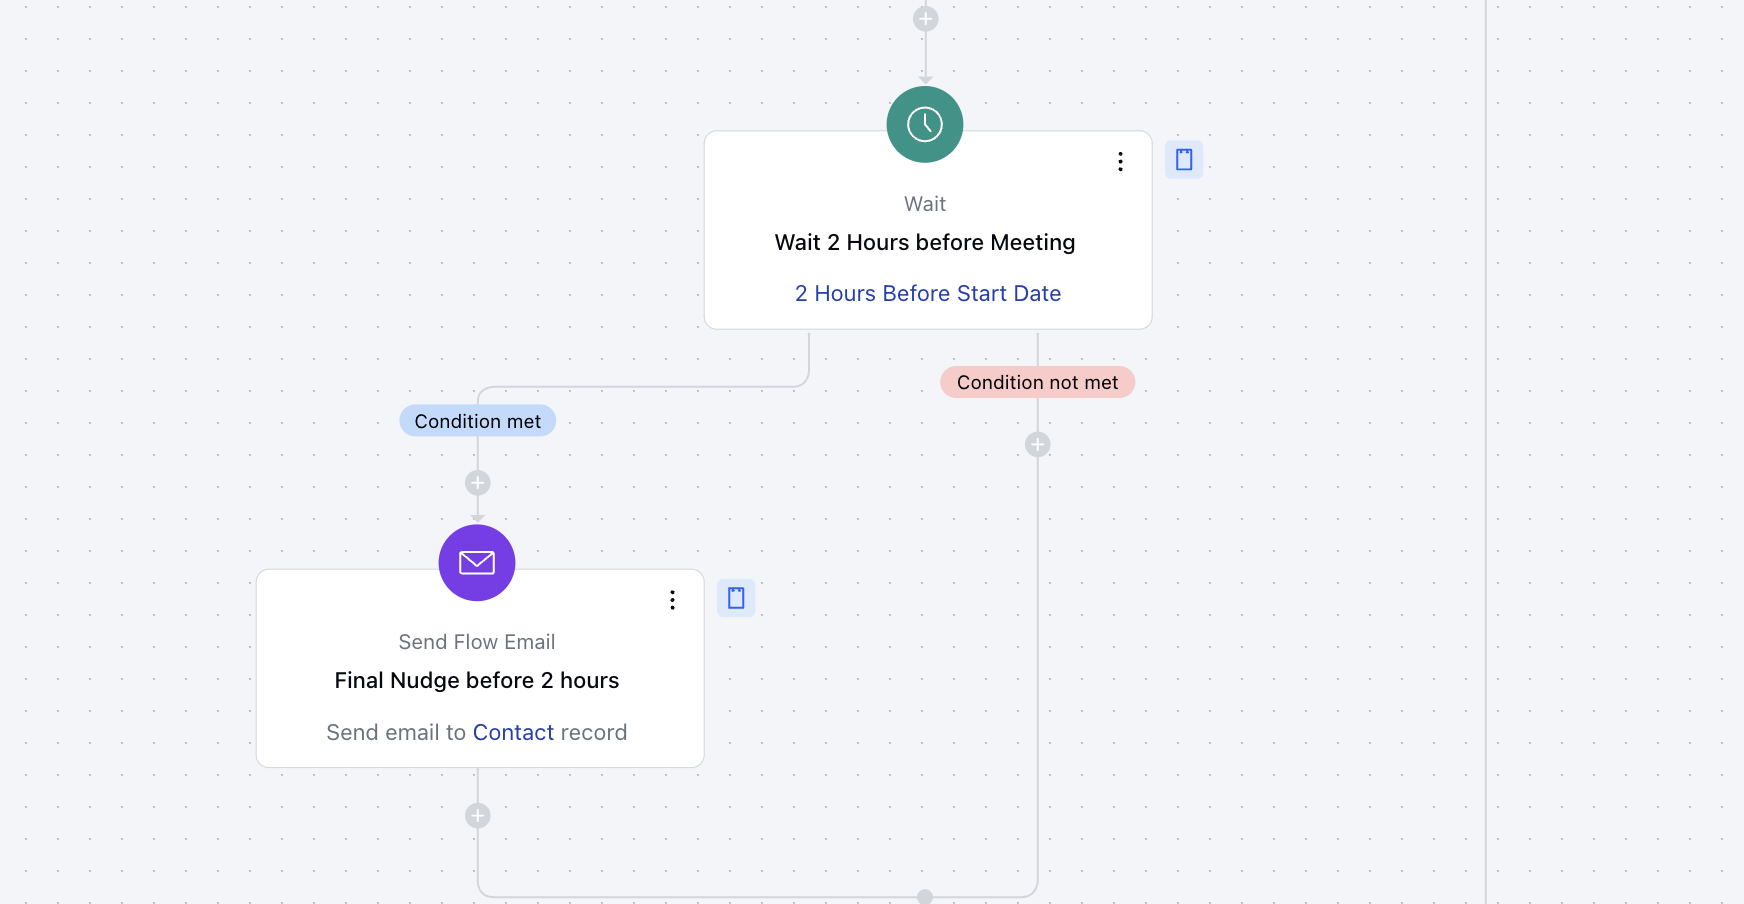 Wait
Wait 2 Hours before Meeting
2 Hours Before Start Date
Condition not met
Condition met
Send Flow Email
Final Nudge before 2 hours
Send email to Contact record